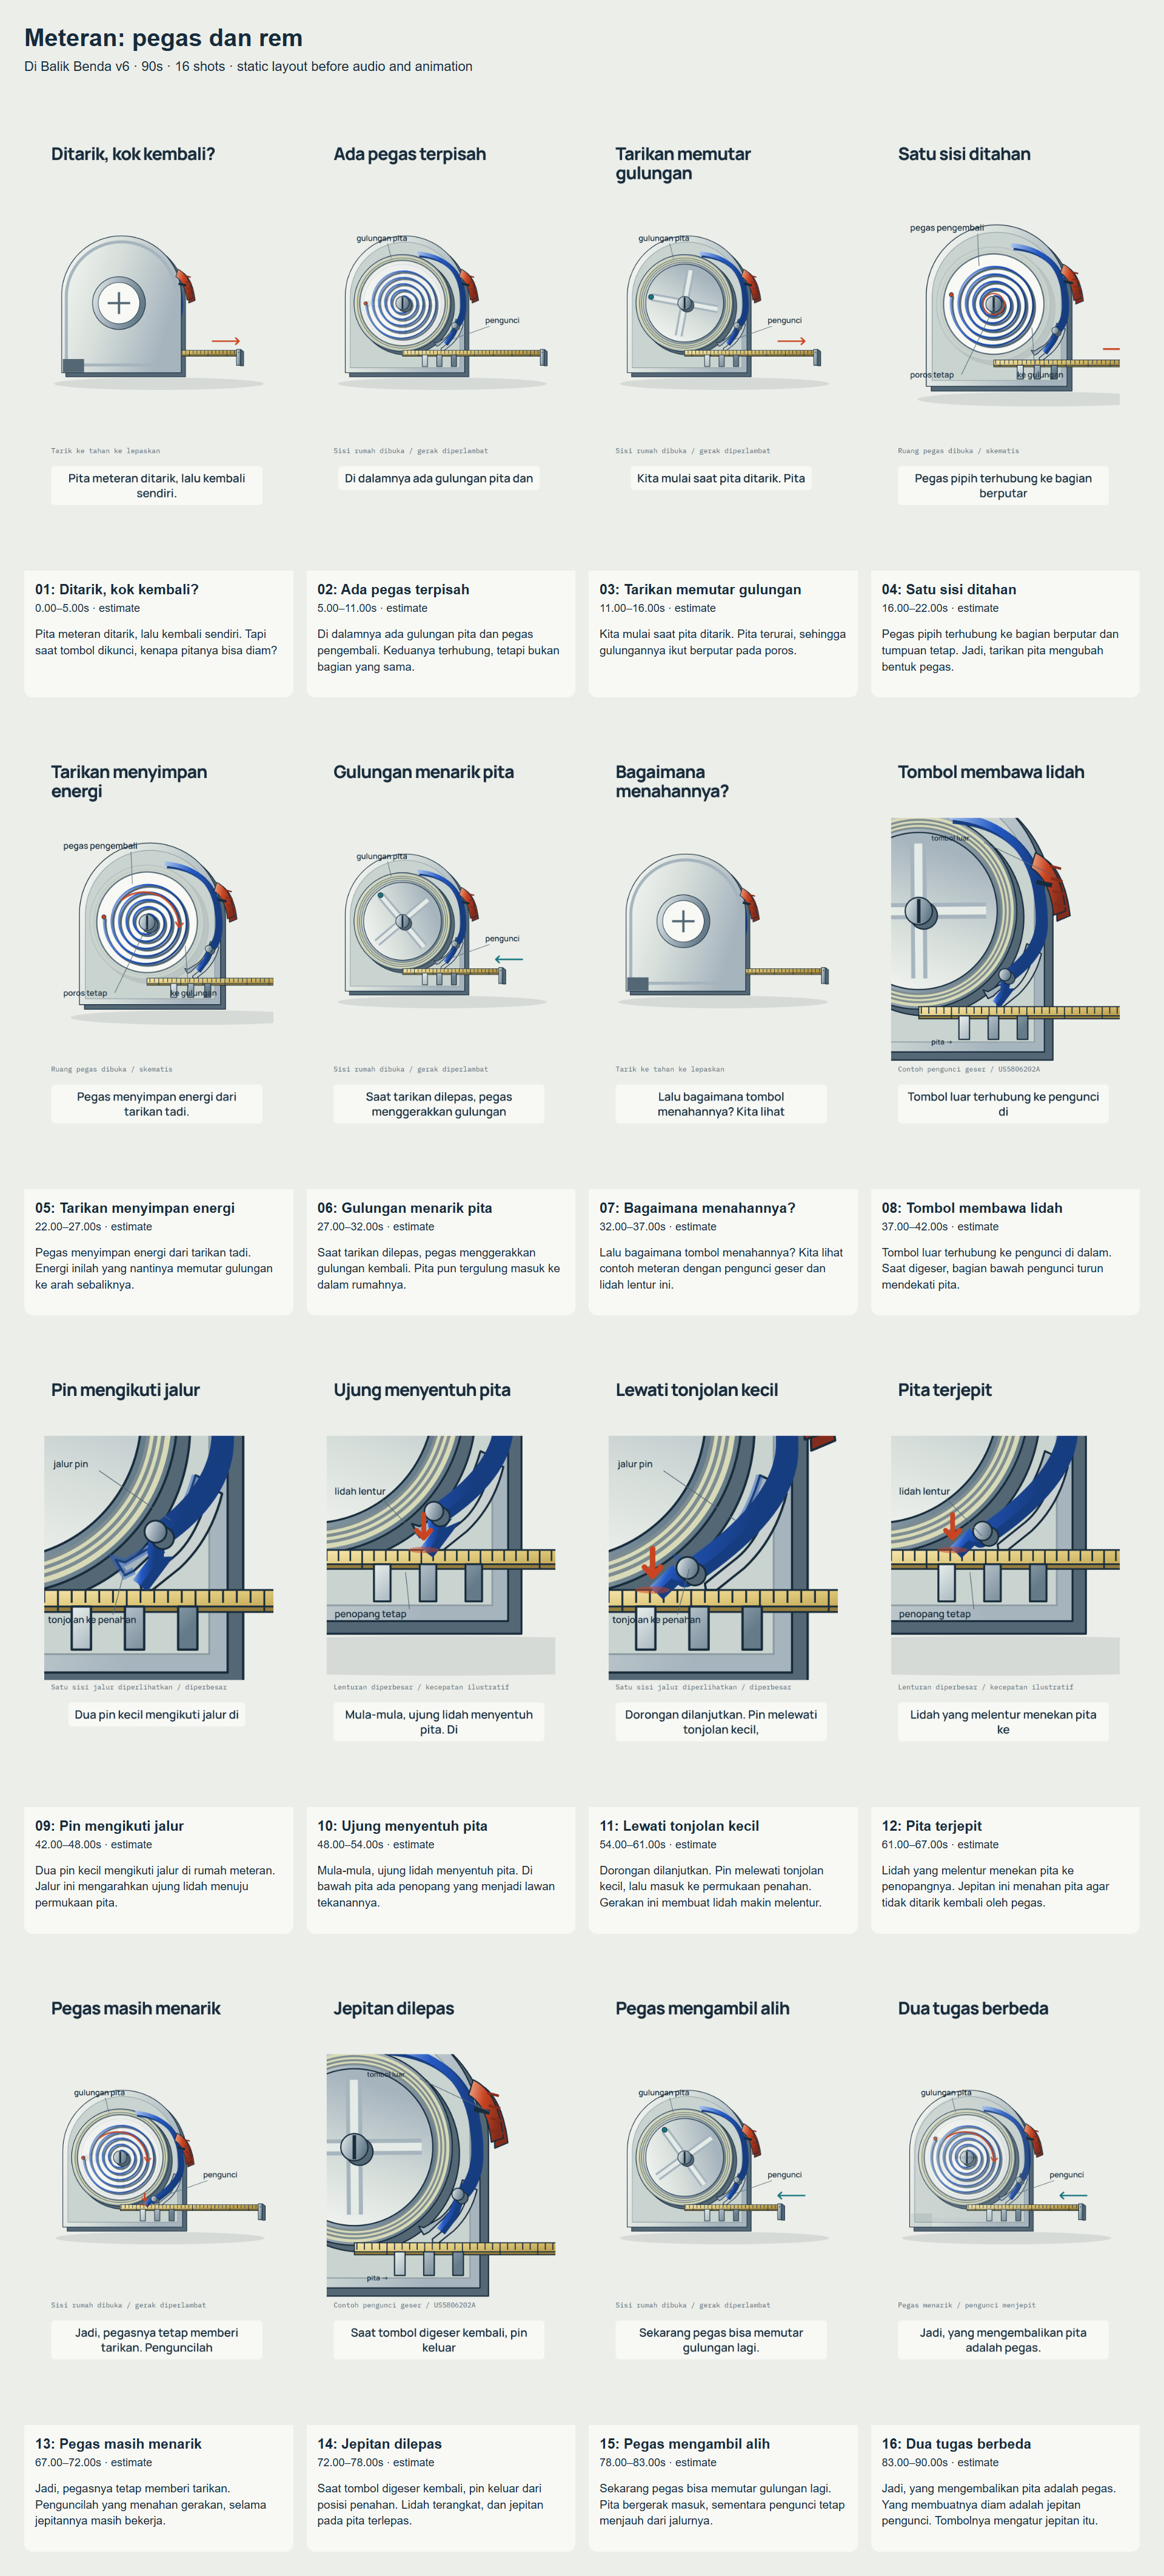 Meteran: pegas dan rem
Di Balik Benda v6 · 90s · 16 shots · static layout before audio and animation
Ditarik, kok kembali?
gulungan pita
Ada pegas terpisah
pengunci
Tarikan memutar
gulungan
gulungan pita
pengunci
Satu sisi ditahan
pegas pengembali
poros tetap
ke gulungan
Tarik ke tahan ke lepaskan
Pita meteran ditarik, lalu kembali
sendiri.
Sisi rumah dibuka / gerak diperlambat
Di dalamnya ada gulungan pita dan
Sisi rumah dibuka / gerak diperlambat
Kita mulai saat pita ditarik. Pita
Ruang pegas dibuka / skematis
Pegas pipih terhubung ke bagian
berputar
01: Ditarik, kok kembali?
0.00–5.00s · estimate
Pita meteran ditarik, lalu kembali sendiri. Tapi
saat tombol dikunci, kenapa pitanya bisa diam?
02: Ada pegas terpisah
5.00–11.00s · estimate
Di dalamnya ada gulungan pita dan pegas
pengembali. Keduanya terhubung, tetapi bukan
bagian yang sama.
03: Tarikan memutar gulungan
11.00–16.00s · estimate
Kita mulai saat pita ditarik. Pita terurai, sehingga
gulungannya ikut berputar pada poros.
04: Satu sisi ditahan
16.00–22.00s · estimate
Pegas pipih terhubung ke bagian berputar dan
tumpuan tetap. Jadi, tarikan pita mengubah
bentuk pegas.
Tarikan menyimpan
energi
pegas pengembali
poros tetap
ke gulungan
Ruang pegas dibuka / skematis
Pegas menyimpan energi dari
tarikan tadi.
Gulungan menarik pita
gulungan pita
pengunci
Sisi rumah dibuka / gerak diperlambat
Saat tarikan dilepas, pegas
menggerakkan gulungan
Bagaimana
menahannya?
Tarik ke tahan ke lepaskan
Lalu bagaimana tombol
menahannya? Kita lihat
Tombol membawa lidah
tombol luar
pita →
Contoh pengunci geser / US5806202A
Tombol luar terhubung ke pengunci
di
05: Tarikan menyimpan energi
22.00–27.00s · estimate
Pegas menyimpan energi dari tarikan tadi.
Energi inilah yang nantinya memutar gulungan
ke arah sebaliknya.
06: Gulungan menarik pita
27.00–32.00s · estimate
Saat tarikan dilepas, pegas menggerakkan
gulungan kembali. Pita pun tergulung masuk ke
dalam rumahnya.
07: Bagaimana menahannya?
32.00–37.00s · estimate
Lalu bagaimana tombol menahannya? Kita lihat
contoh meteran dengan pengunci geser dan
lidah lentur ini.
08: Tombol membawa lidah
37.00–42.00s · estimate
Tombol luar terhubung ke pengunci di dalam.
Saat digeser, bagian bawah pengunci turun
mendekati pita.
Pin mengikuti jalur
jalur pin
tonjolan ke penahan
Satu sisi jalur diperlihatkan / diperbesar
Dua pin kecil mengikuti jalur di
Ujung menyentuh pita
lidah lentur
penopang tetap
Lenturan diperbesar / kecepatan ilustratif
Mula-mula, ujung lidah menyentuh
pita. Di
Lewati tonjolan kecil
jalur pin
tonjolan ke penahan
Satu sisi jalur diperlihatkan / diperbesar
Dorongan dilanjutkan. Pin melewati
tonjolan kecil,
Pita terjepit
lidah lentur
penopang tetap
Lenturan diperbesar / kecepatan ilustratif
Lidah yang melentur menekan pita
ke
09: Pin mengikuti jalur
42.00–48.00s · estimate
Dua pin kecil mengikuti jalur di rumah meteran.
Jalur ini mengarahkan ujung lidah menuju
permukaan pita.
10: Ujung menyentuh pita
48.00–54.00s · estimate
Mula-mula, ujung lidah menyentuh pita. Di
bawah pita ada penopang yang menjadi lawan
tekanannya.
11: Lewati tonjolan kecil
54.00–61.00s · estimate
Dorongan dilanjutkan. Pin melewati tonjolan
kecil, lalu masuk ke permukaan penahan.
Gerakan ini membuat lidah makin melentur.
12: Pita terjepit
61.00–67.00s · estimate
Lidah yang melentur menekan pita ke
penopangnya. Jepitan ini menahan pita agar
tidak ditarik kembali oleh pegas.
Pegas masih menarik
gulungan pita
pengunci
Sisi rumah dibuka / gerak diperlambat
Jadi, pegasnya tetap memberi
tarikan. Penguncilah
Jepitan dilepas
tombol luar
pita →
Contoh pengunci geser / US5806202A
Saat tombol digeser kembali, pin
keluar
Pegas mengambil alih
gulungan pita
pengunci
Sisi rumah dibuka / gerak diperlambat
Sekarang pegas bisa memutar
gulungan lagi.
Dua tugas berbeda
gulungan pita
pengunci
Pegas menarik / pengunci menjepit
Jadi, yang mengembalikan pita
adalah pegas.
13: Pegas masih menarik
67.00–72.00s · estimate
Jadi, pegasnya tetap memberi tarikan.
Penguncilah yang menahan gerakan, selama
jepitannya masih bekerja.
14: Jepitan dilepas
72.00–78.00s · estimate
Saat tombol digeser kembali, pin keluar dari
posisi penahan. Lidah terangkat, dan jepitan
pada pita terlepas.
15: Pegas mengambil alih
78.00–83.00s · estimate
Sekarang pegas bisa memutar gulungan lagi.
Pita bergerak masuk, sementara pengunci tetap
menjauh dari jalurnya.
16: Dua tugas berbeda
83.00–90.00s · estimate
Jadi, yang mengembalikan pita adalah pegas.
Yang membuatnya diam adalah jepitan
pengunci. Tombolnya mengatur jepitan itu.